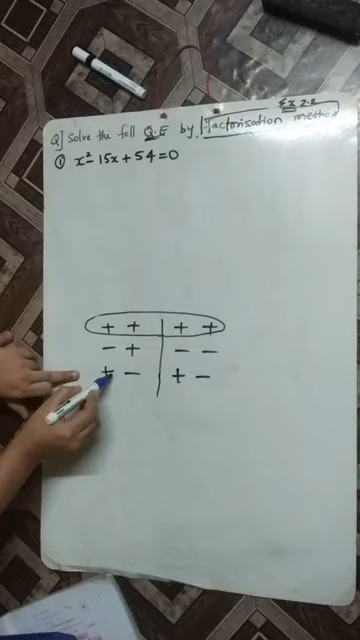 Ex 2.2
Q] Solve the foll Q.E by Factorisation method
① x² - 15x + 54 = 0
+ + | + +
- + | - -
+ - | + -